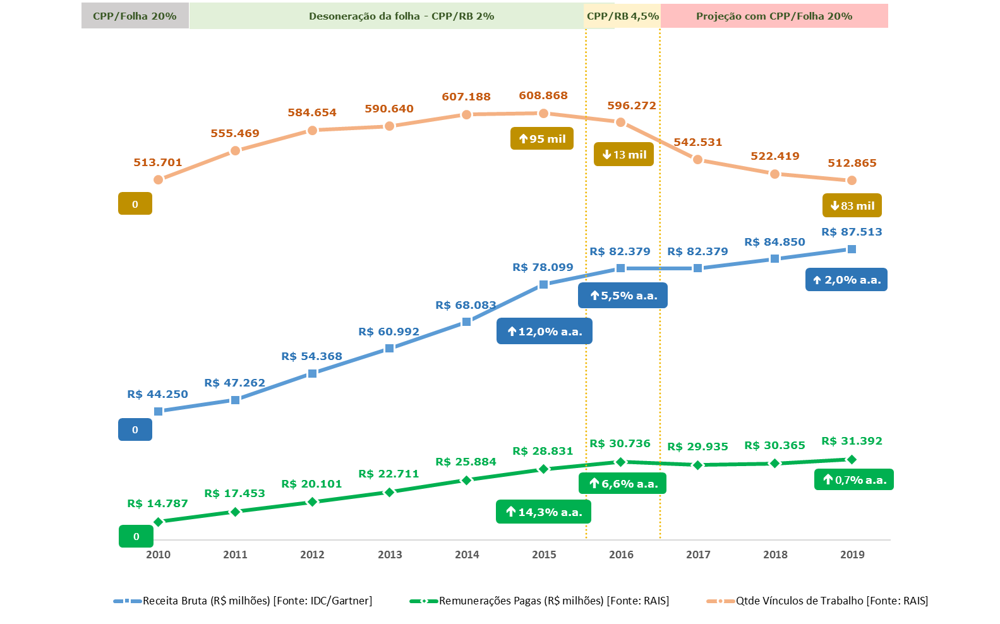 CPP/Folha 20%
Desoneração da folha - CPP/RB 2%
CPP/RB 4,5%
Projeção com CPP/Folha 20%
513.701
555.469
584.654
590.640
607.188
608.868
596.272
542.531
522.419
512.865
0
🡹95 mil
🡻13 mil
🡻83 mil
R$ 44.250
R$ 47.262
R$ 54.368
R$ 60.992
R$ 68.083
R$ 78.099
R$ 82.379
R$ 82.379
R$ 84.850
R$ 87.513
0
🡹12,0% a.a.
🡹5,5% a.a.
🡹 2,0% a.a.
R$ 14.787
R$ 17.453
R$ 20.101
R$ 22.711
R$ 25.884
R$ 28.831
R$ 30.736
R$ 29.935
R$ 30.365
R$ 31.392
0
🡹14,3% a.a.
🡹6,6% a.a.
🡹0,7% a.a.
2010
2011
2012
2013
2014
2015
2016
2017
2018
2019
Receita Bruta (R$ milhões) [Fonte: IDC/Gartner]
Remunerações Pagas (R$ milhões) [Fonte: RAIS]
Qtde Vínculos de Trabalho [Fonte: RAIS]